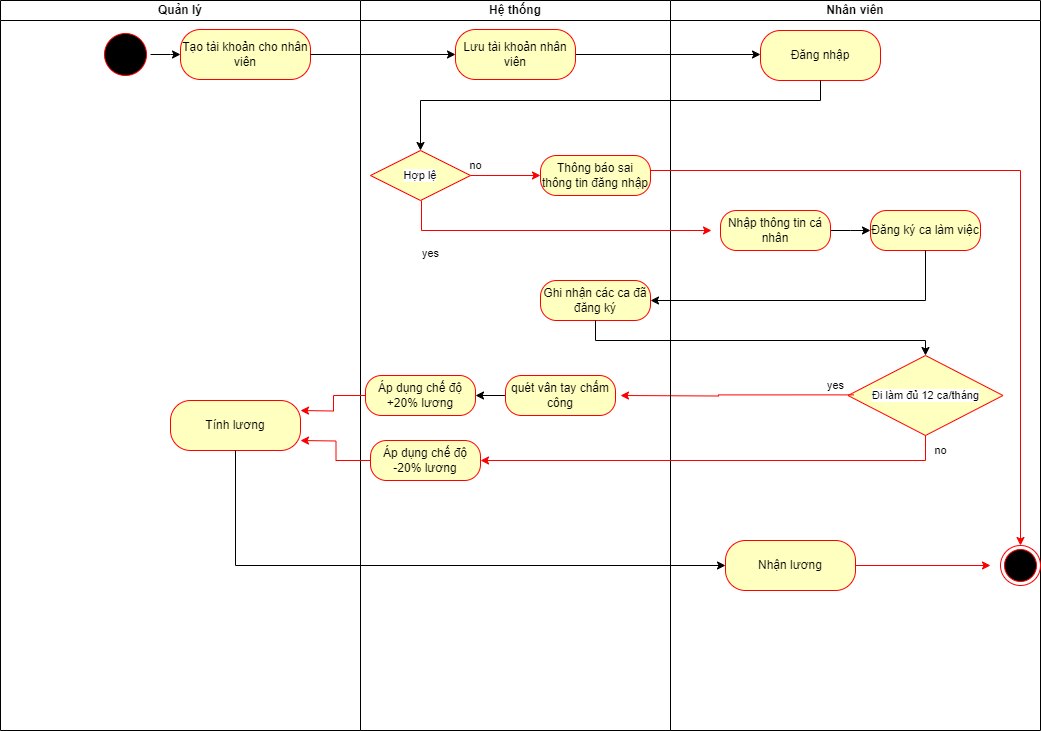 Quản lý
Hệ thống
Nhân viên
Tạo tài khoản cho nhân
viên
Lưu tài khoản nhân
viên
Đăng nhập
Hợp lệ
no
Thông báo sai
thông tin đăng nhập
yes
Nhập thông tin cá
nhân
Đăng ký ca làm việc
Ghi nhận các ca đã
đăng ký
Đi làm đủ 12 ca/tháng
yes
no
quét vân tay chấm
công
Áp dụng chế độ
+20% lương
Áp dụng chế độ
-20% lương
Tính lương
Nhận lương